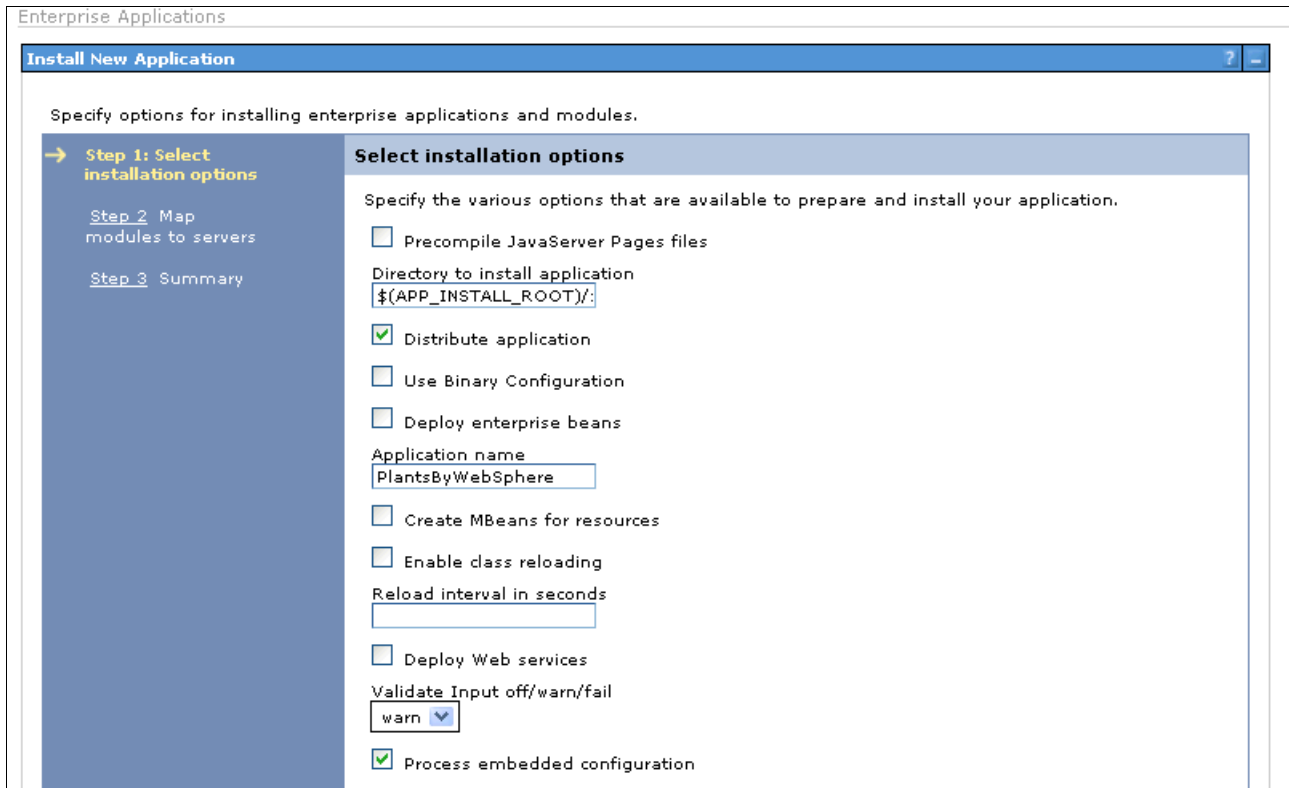 Enterprise Applications
Install New Application
?
Specify options for installing enterprise applications and modules.
Step 1: Select
installation options
Step 2 Map
modules to servers
Step 3 Summary
Select installation options
Specify the various options that are available to prepare and install your application.
Precompile JavaServer Pages files
Directory to install application
$(APP_INSTALL_ROOT)/:
Distribute application
Use Binary Configuration
Deploy enterprise beans
Application name
PlantsByWebSphere
Create MBeans for resources
Enable class reloading
Reload interval in seconds
Deploy Web services
Validate Input off/warn/fail
warn
Process embedded configuration